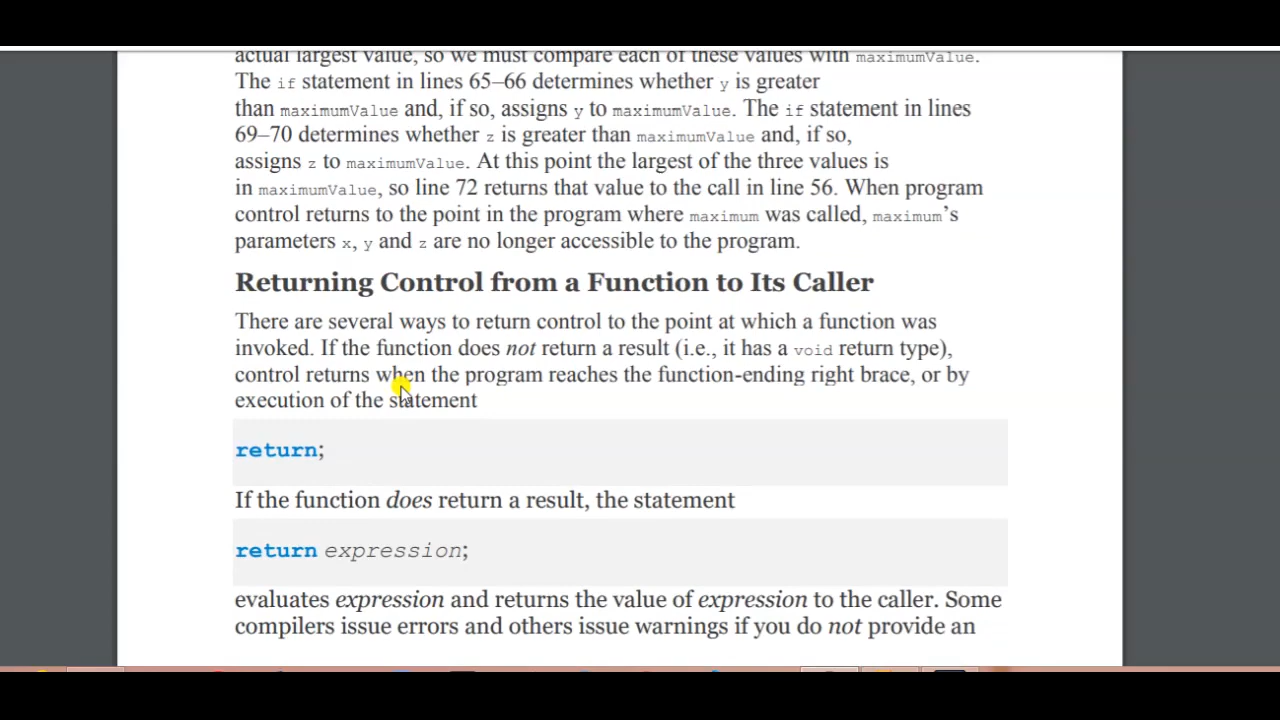 actual largest value, so we must compare each of these values with maximumValue.
The if statement in lines 65–66 determines whether y is greater
than maximumValue and, if so, assigns y to maximumValue. The if statement in lines
69–70 determines whether z is greater than maximumValue and, if so,
assigns z to maximumValue. At this point the largest of the three values is
in maximumValue, so line 72 returns that value to the call in line 56. When program
control returns to the point in the program where maximum was called, maximum’s
parameters x, y and z are no longer accessible to the program.
Returning Control from a Function to Its Caller
There are several ways to return control to the point at which a function was
invoked. If the function does not return a result (i.e., it has a void return type),
control returns when the program reaches the function-ending right brace, or by
execution of the statement
return;
If the function does return a result, the statement
return expression;
evaluates expression and returns the value of expression to the caller. Some
compilers issue errors and others issue warnings if you do not provide an